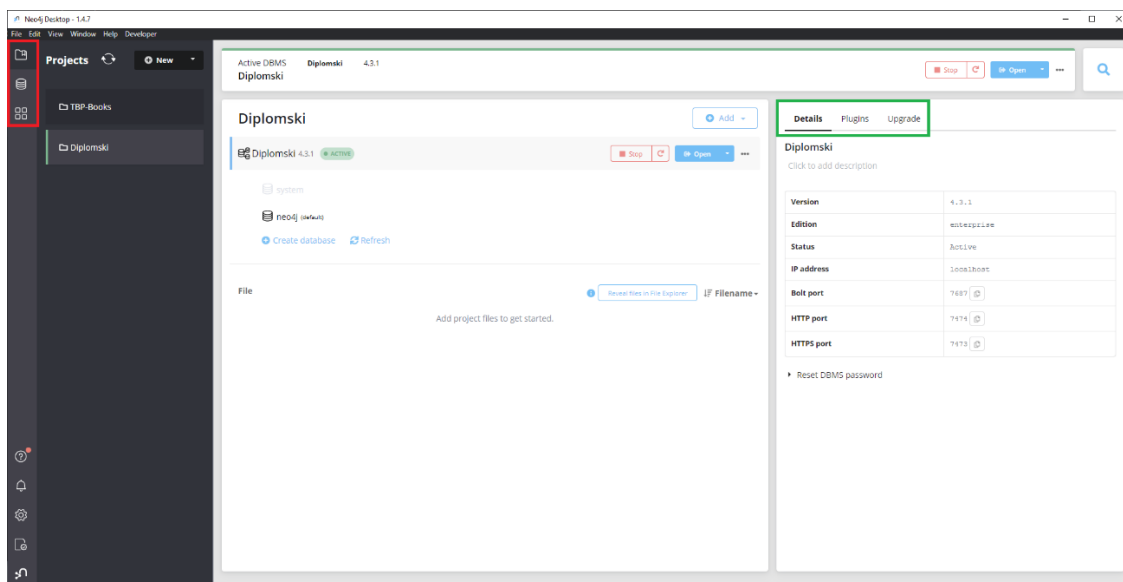 Neo4j Desktop - 1.4.7
File Edit View Window Help Developer
Projects
New
TBP-Books
Diplomski
Active DBMS Diplomski 4.3.1
Diplomski
Stop
Open
Diplomski
Add
Diplomski 4.3.1 ACTIVE
Stop
Open
system
neo4j (default)
Create database Refresh
File
Reveal files in File Explorer
Filename
Add project files to get started.
Details Plugins Upgrade
Diplomski
Click to add description
Version 4.3.1
Edition enterprise
Status Active
IP address localhost
Bolt port 7687
HTTP port 7474
HTTPS port 7473
Reset DBMS password